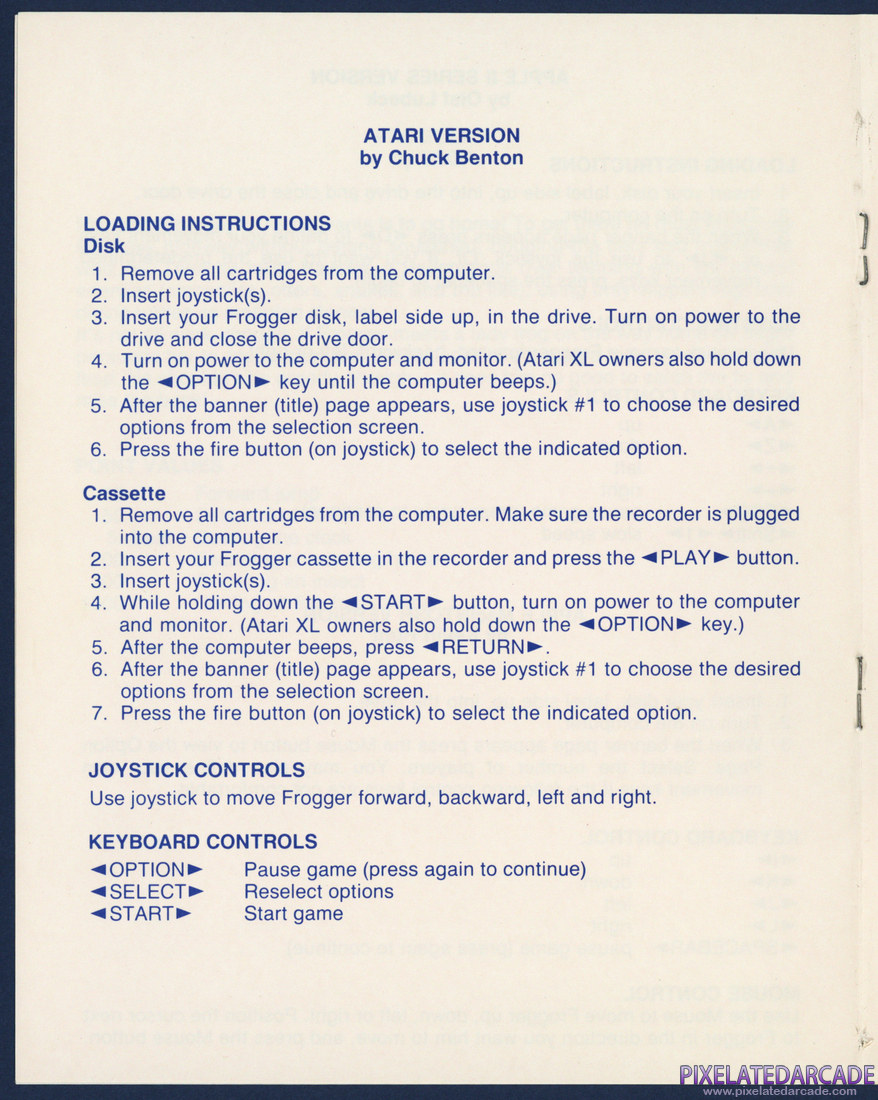 ATARI VERSION
by Chuck Benton
LOADING INSTRUCTIONS
Disk
1. Remove all cartridges from the computer.
2. Insert joystick(s).
3. Insert your Frogger disk, label side up, in the drive. Turn on power to the
drive and close the drive door.
4. Turn on power to the computer and monitor. (Atari XL owners also hold down
the ◄OPTION► key until the computer beeps.)
5. After the banner (title) page appears, use joystick #1 to choose the desired
options from the selection screen.
6. Press the fire button (on joystick) to select the indicated option.
Cassette
1. Remove all cartridges from the computer. Make sure the recorder is plugged
into the computer.
2. Insert your Frogger cassette in the recorder and press the ◄PLAY► button.
3. Insert joystick(s).
4. While holding down the ◄START► button, turn on power to the computer
and monitor. (Atari XL owners also hold down the ◄OPTION► key.)
5. After the computer beeps, press ◄RETURN►.
6. After the banner (title) page appears, use joystick #1 to choose the desired
options from the selection screen.
7. Press the fire button (on joystick) to select the indicated option.
JOYSTICK CONTROLS
Use joystick to move Frogger forward, backward, left and right.
KEYBOARD CONTROLS
◄OPTION► Pause game (press again to continue)
◄SELECT► Reselect options
◄START► Start game
PIXELATEDARCADE
www.pixelatedarcade.com